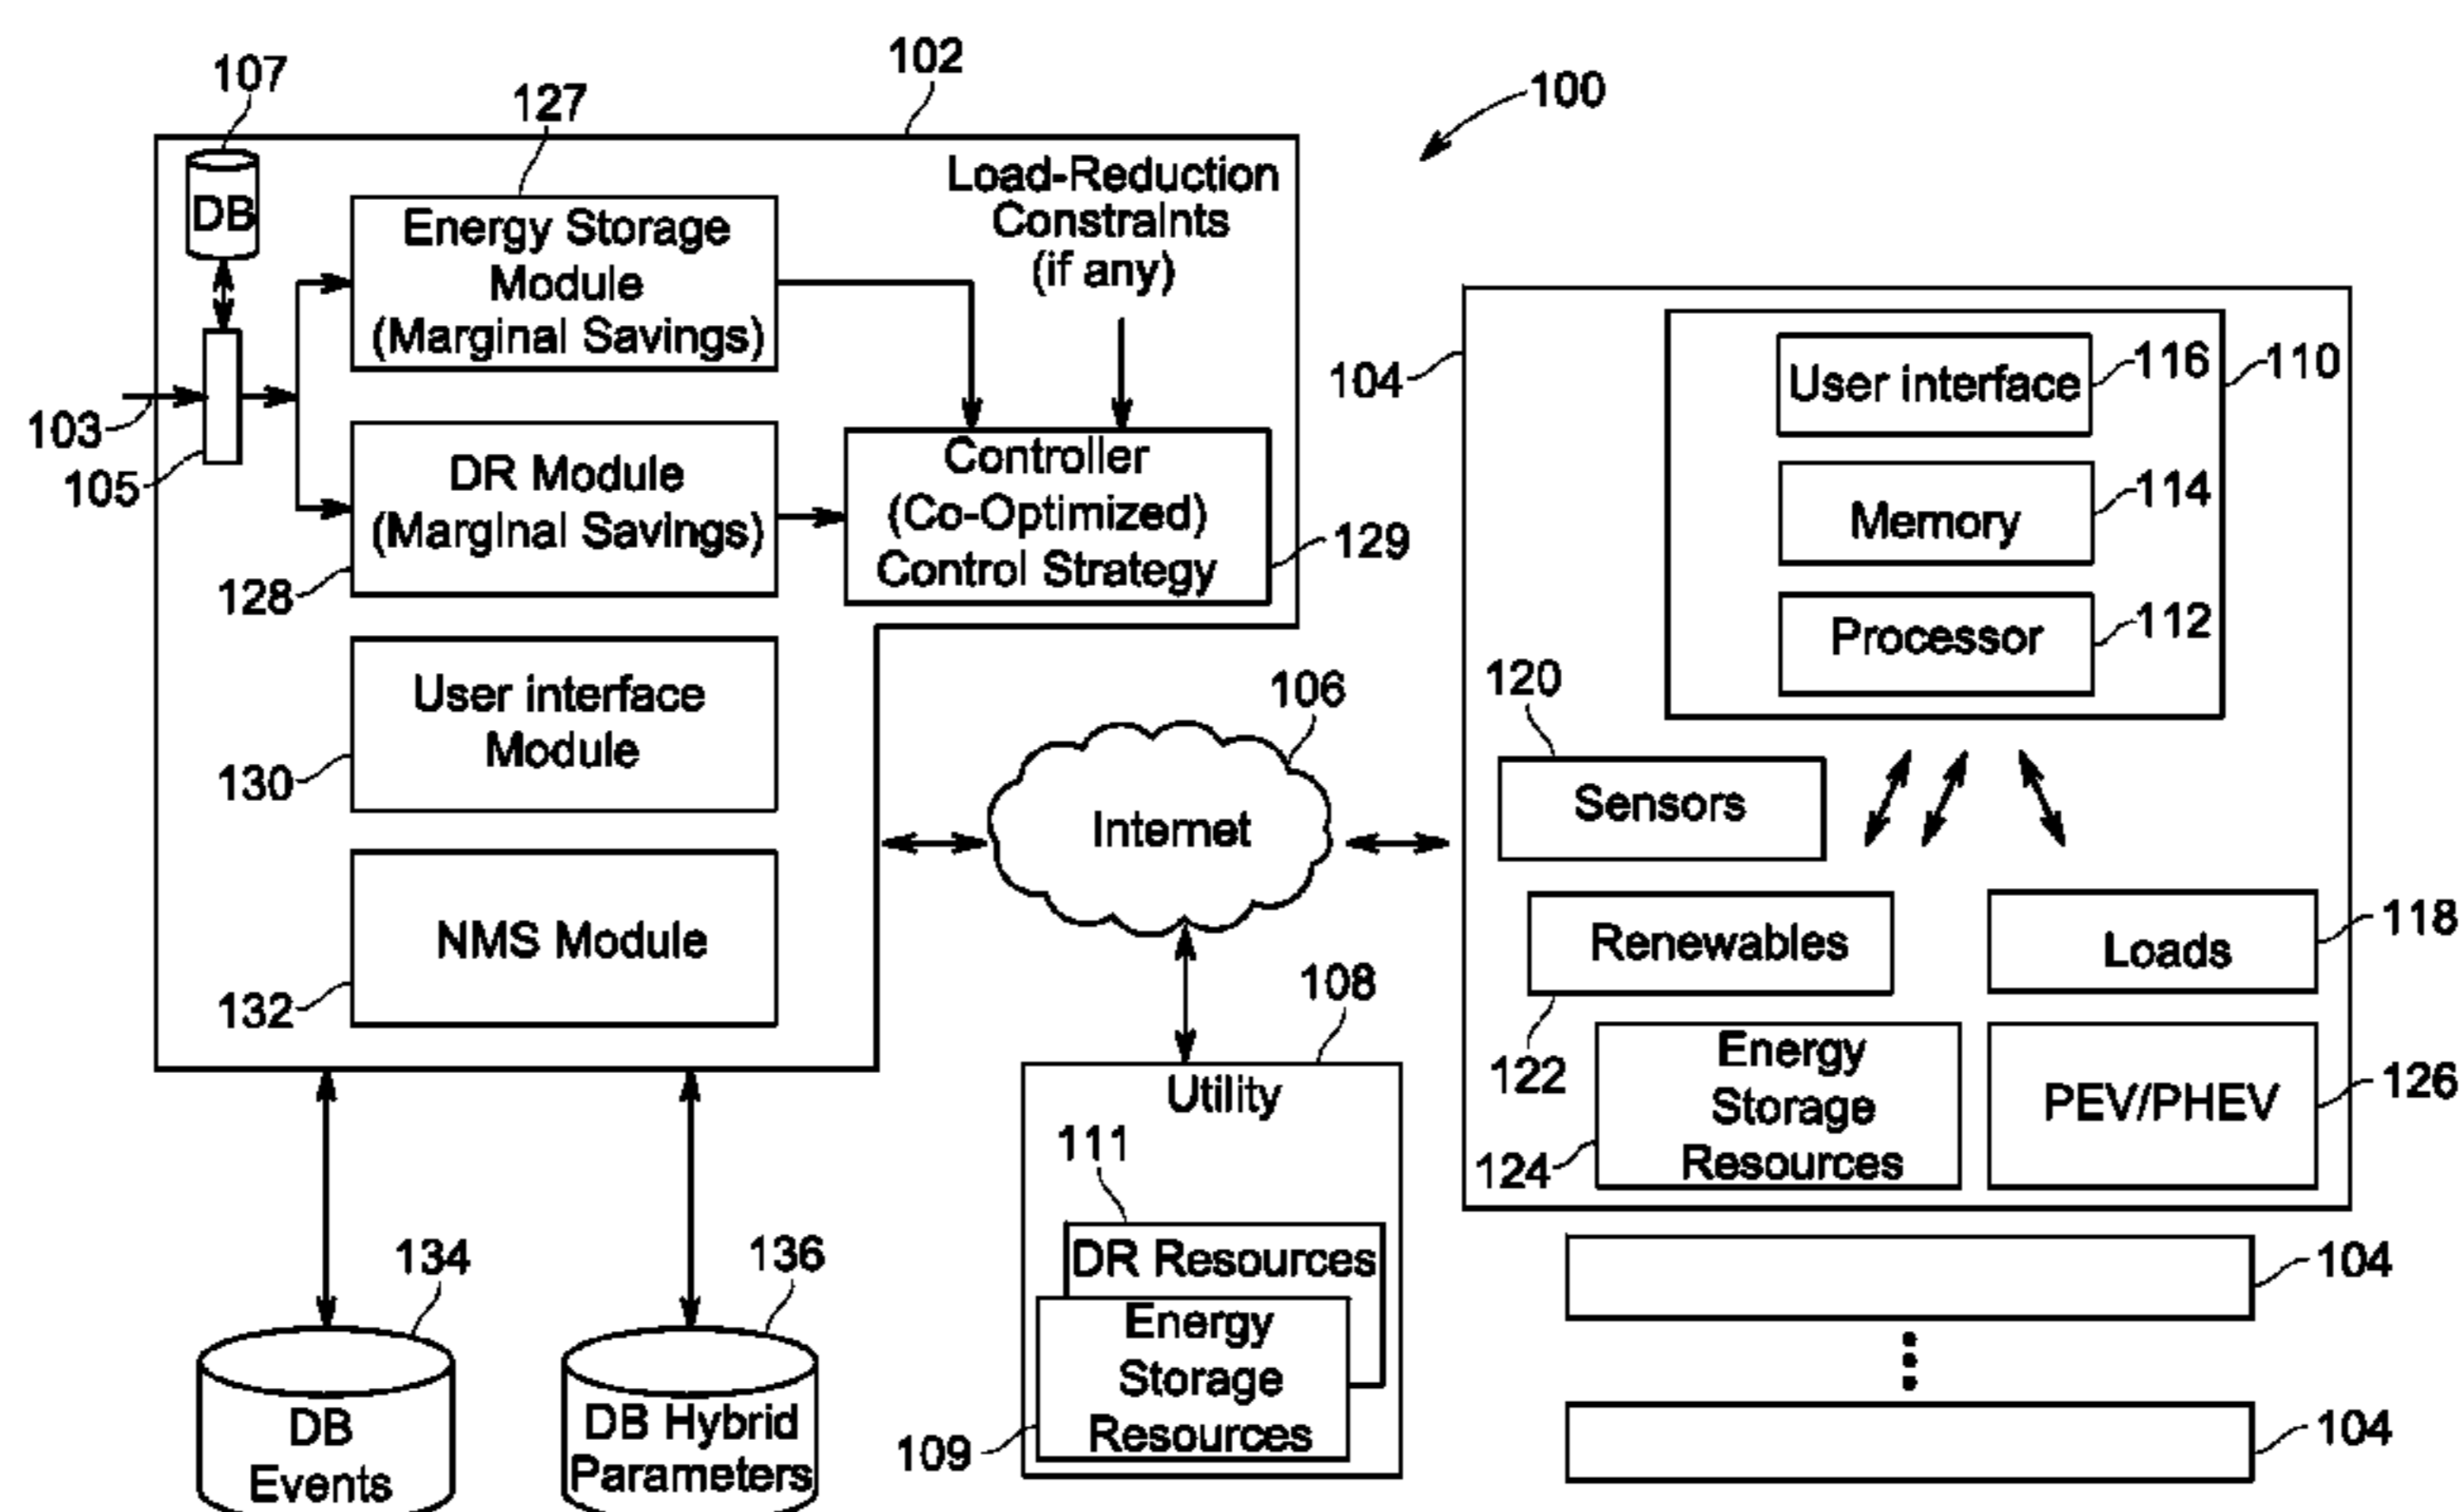 102
107
127
100
DB
Energy Storage
Module
(Marginal Savings)
Load-Reduction
Constraints
(if any)
103
105
DR Module
(Marginal Savings)
128
Controller
(Co-Optimized)
Control Strategy
129
User interface
Module
130
NMS Module
132
106
Internet
104
User interface
116
110
Memory
114
Processor
112
120
Sensors
Renewables
122
Loads
118
Energy
Storage
Resources
124
PEV/PHEV
126
108
Utility
111
DR Resources
Energy
Storage
Resources
109
134
DB
Events
136
DB Hybrid
Parameters
104
104